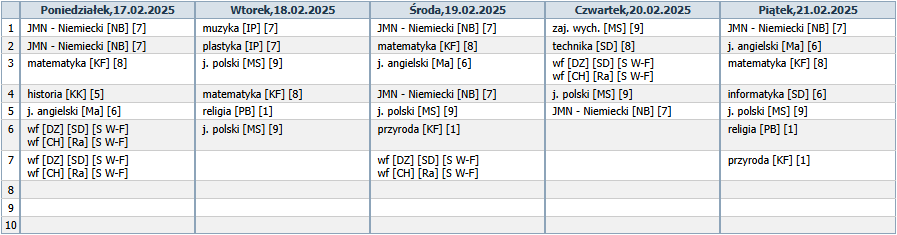 Poniedziałek,17.02.2025 Wtorek,18.02.2025 Środa,19.02.2025 Czwartek,20.02.2025 Piątek,21.02.2025
1 JMN - Niemiecki [NB] [7] muzyka [IP] [7] JMN - Niemiecki [NB] [7] zaj. wych. [MS] [9] JMN - Niemiecki [NB] [7]
2 JMN - Niemiecki [NB] [7] plastyka [IP] [7] matematyka [KF] [8] technika [SD] [8] j. angielski [Ma] [6]
3 matematyka [KF] [8] j. polski [MS] [9] j. angielski [Ma] [6] wf [DZ] [SD] [S W-F] matematyka [KF] [8]
wf [CH] [Ra] [S W-F]
4 historia [KK] [5] matematyka [KF] [8] JMN - Niemiecki [NB] [7] j. polski [MS] [9] informatyka [SD] [6]
5 j. angielski [Ma] [6] religia [PB] [1] j. polski [MS] [9] JMN - Niemiecki [NB] [7] j. polski [MS] [9]
6 wf [DZ] [SD] [S W-F] j. polski [MS] [9] przyroda [KF] [1] religia [PB] [1]
wf [CH] [Ra] [S W-F]
7 wf [DZ] [SD] [S W-F] wf [DZ] [SD] [S W-F] przyroda [KF] [1]
wf [CH] [Ra] [S W-F] wf [CH] [Ra] [S W-F]
8
9
10